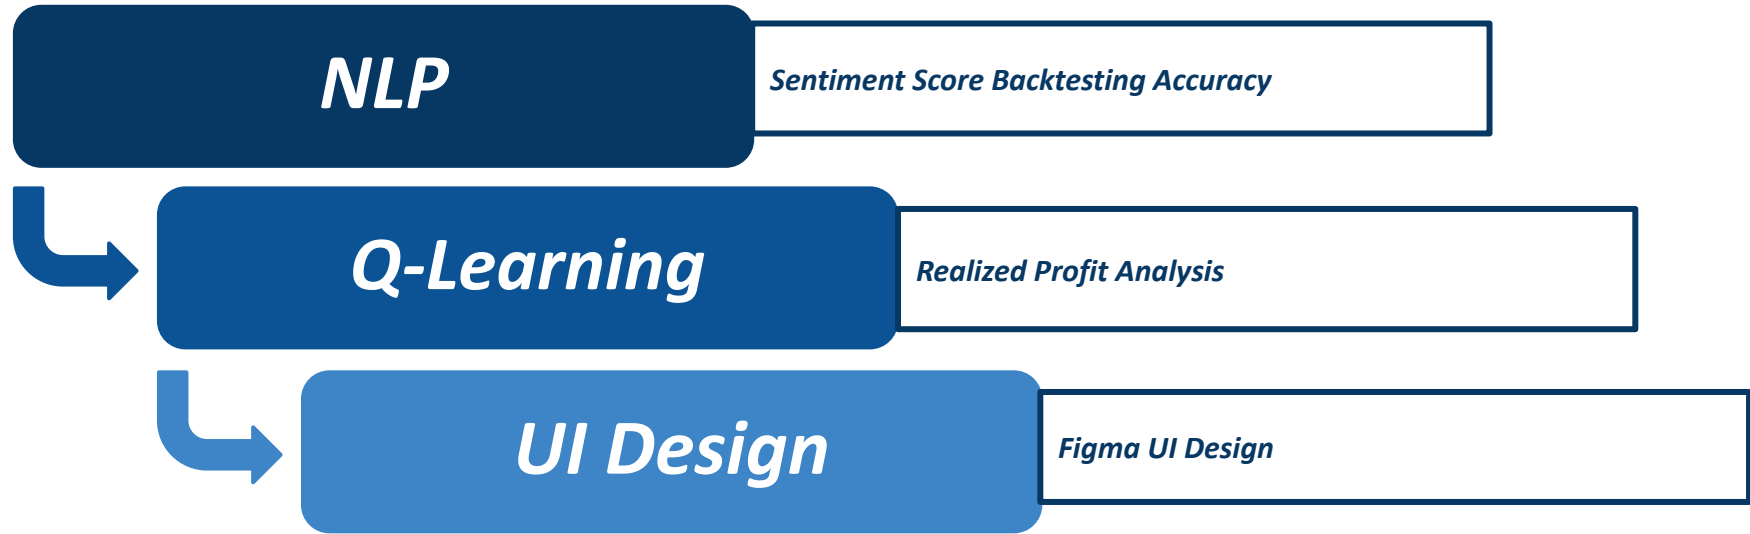 NLP
Sentiment Score Backtesting Accuracy
Q-Learning
Realized Profit Analysis
UI Design
Figma UI Design